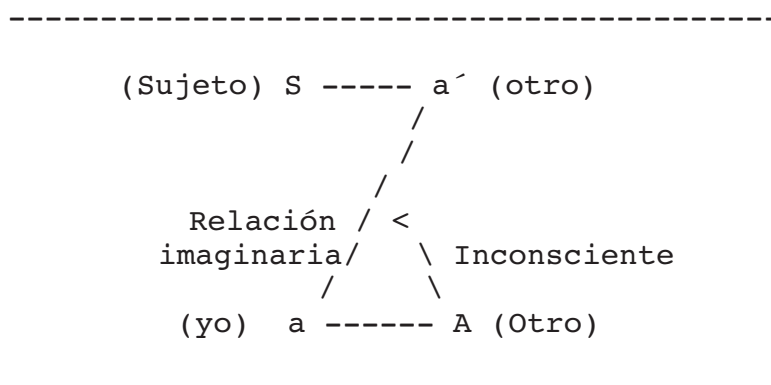 (Sujeto) S ----- a´ (otro)
Relación / <
imaginaria/ \ Inconsciente
(yo) a ------ A (Otro)